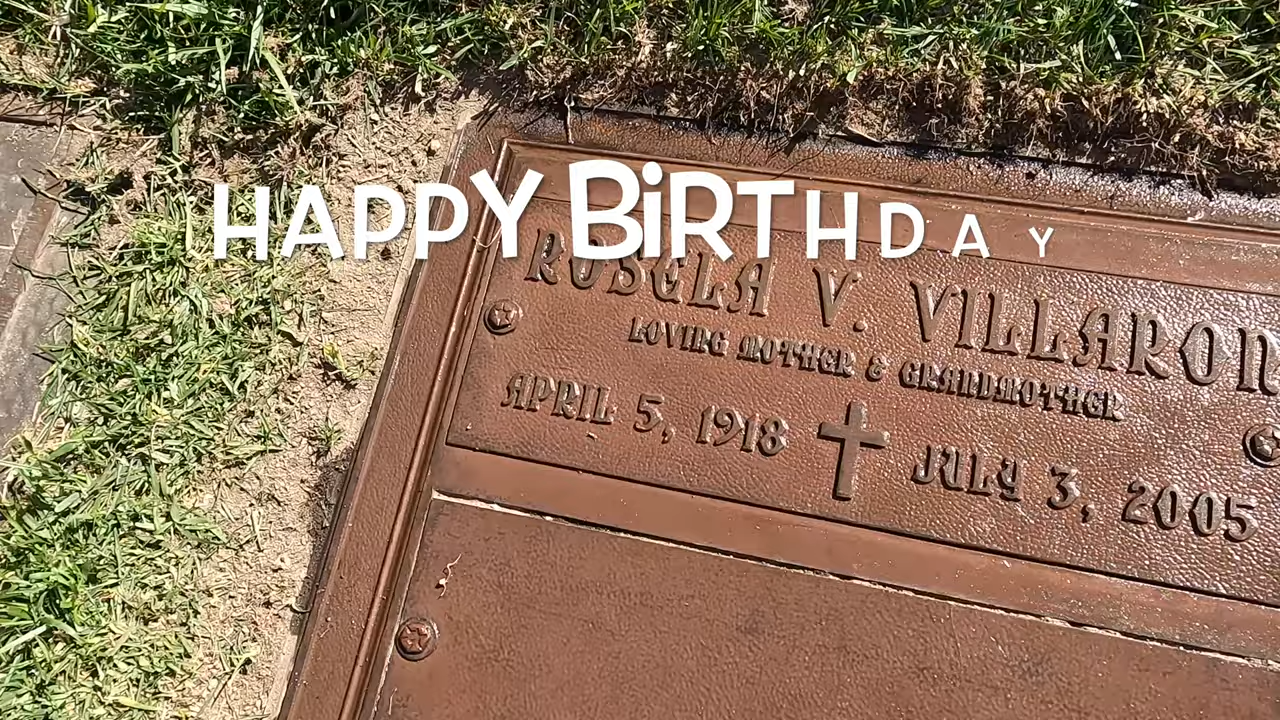 HAPPY BiRTHDAY
ROSELA V. VILLARON
LOVING MOTHER & GRANDMOTHER
APRIL 5, 1918 JULY 3, 2005